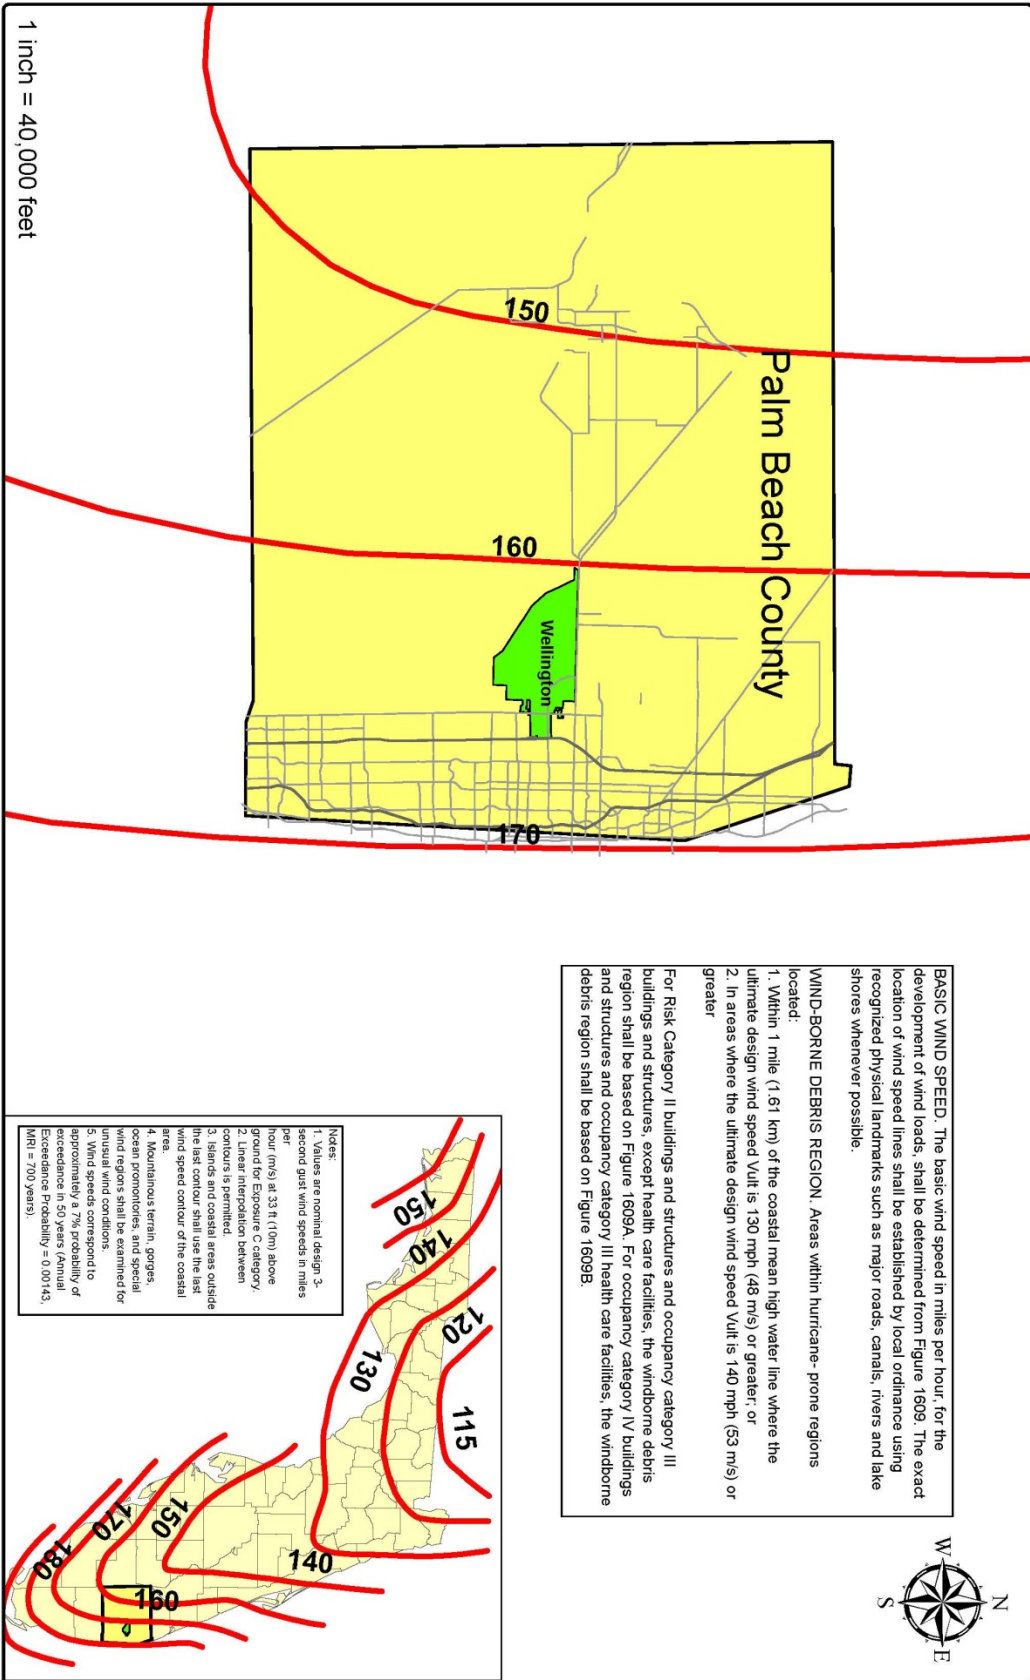 Palm Beach County
150
160
Wellington
170
1 inch = 40,000 feet
N
W
E
S
BASIC WIND SPEED. The basic wind speed in miles per hour, for the
development of wind loads, shall be determined from Figure 1609. The exact
location of wind speed lines shall be established by local ordinance using
recognized physical landmarks such as major roads, canals, rivers and lake
shores whenever possible.
WIND-BORNE DEBRIS REGION. Areas within hurricane- prone regions
located:
1. Within 1 mile (1.61 km) of the coastal mean high water line where the
ultimate design wind speed Vult is 130 mph (48 m/s) or greater; or
2. In areas where the ultimate design wind speed Vult is 140 mph (53 m/s) or
greater
For Risk Category II buildings and structures and occupancy category III
buildings and structures, except health care facilities, the windborne debris
region shall be based on Figure 1609A. For occupancy category IV buildings
and structures and occupancy category III health care facilities, the windborne
debris region shall be based on Figure 1609B.
150
140
120
130
115
140
150
170
180
160
Notes:
1. Values are nominal design 3-
second gust wind speeds in miles
per
hour (m/s) at 33 ft (10m) above
ground for Exposure C category.
2. Linear interpolation between
contours is permitted.
3. Islands and coastal areas outside
the last contour shall use the last
wind speed contour of the coastal
area.
4. Mountainous terrain, gorges,
ocean promontories, and special
wind regions shall be examined for
unusual wind conditions.
5. Wind speeds correspond to
approximately a 7% probability of
exceedance in 50 years (Annual
Exceedance Probability = 0.00143,
MRI = 700 years).